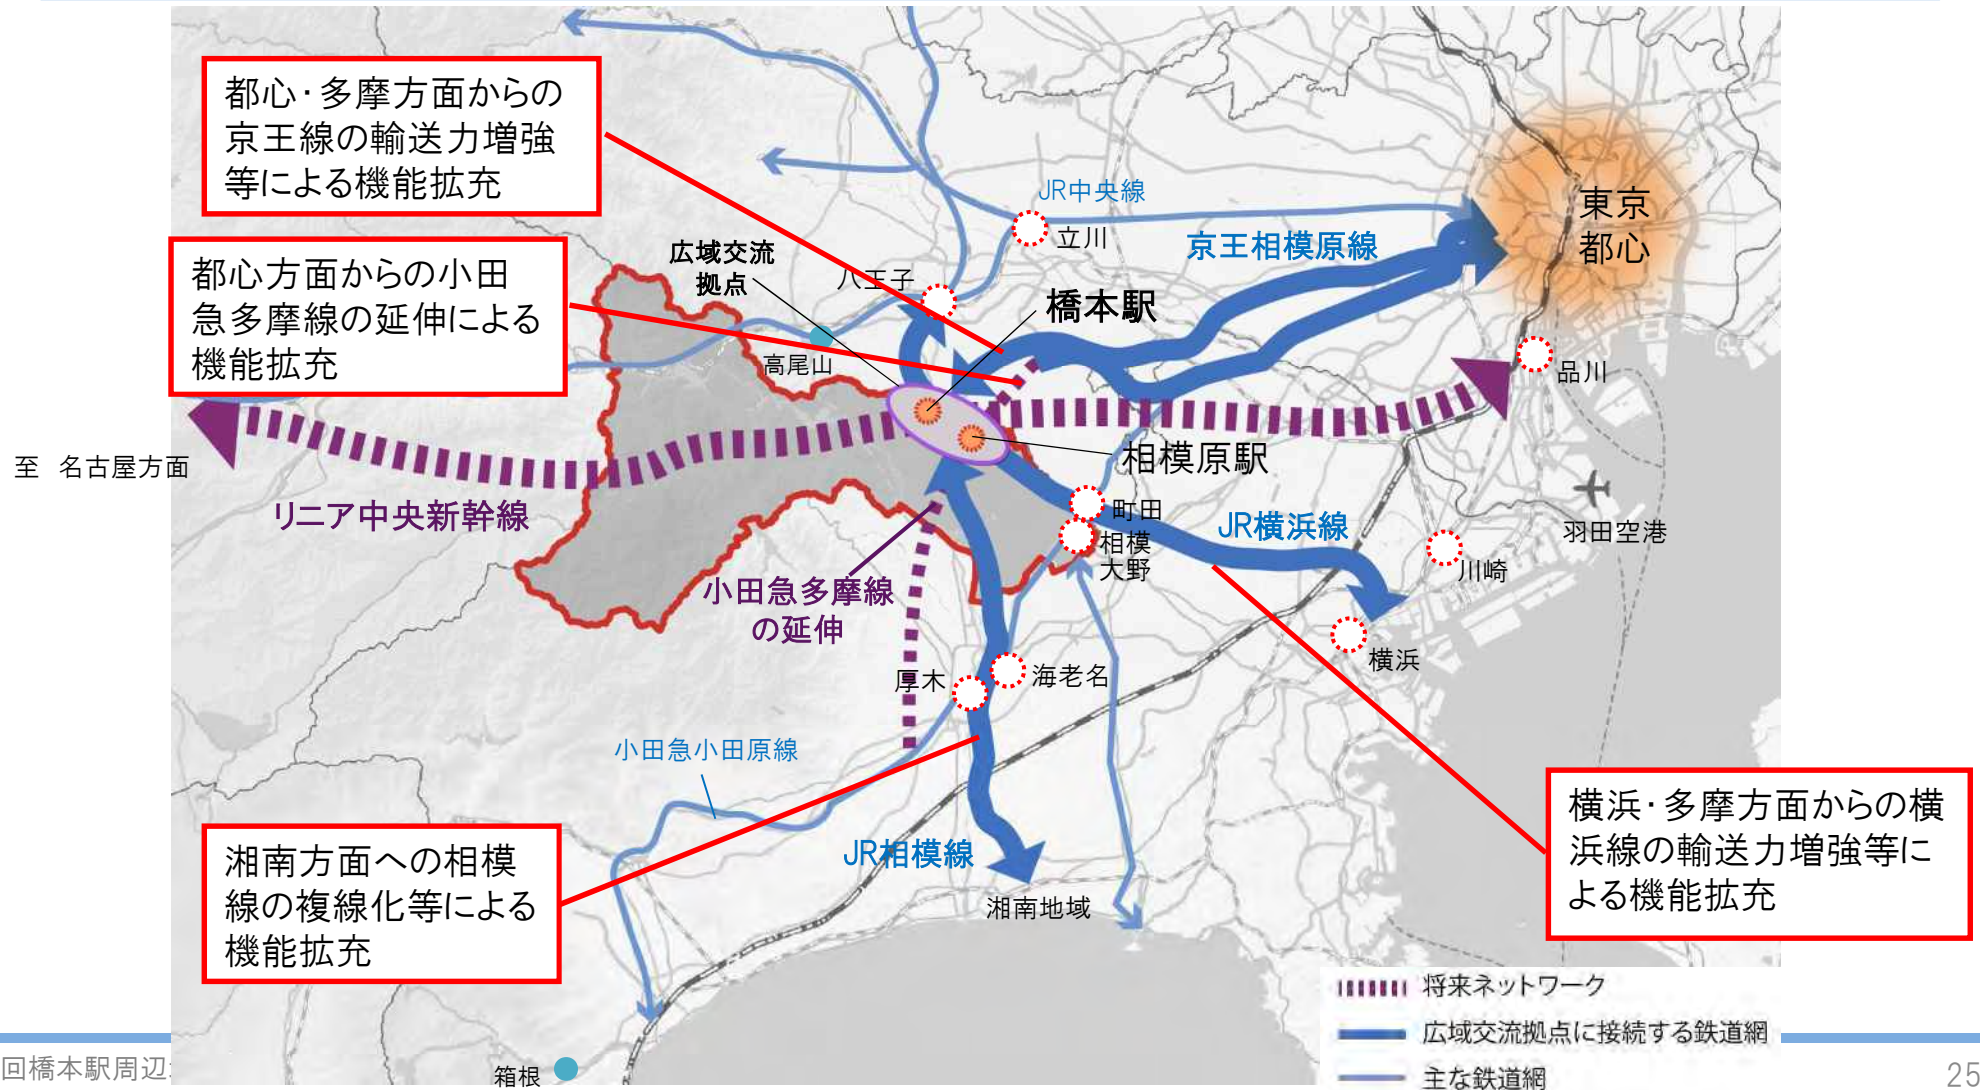 都心・多摩方面からの
京王線の輸送力増強
等による機能拡充
都心方面からの小田
急多摩線の延伸による
機能拡充
広域交流
拠点
八王子
JR中央線
立川
京王相模原線
東京
都心
橋本駅
高尾山
品川
至 名古屋方面
リニア中央新幹線
相模原駅
町田
相模
大野
JR横浜線
羽田空港
川崎
小田急多摩線
の延伸
横浜
厚木
海老名
小田急小田原線
JR相模線
湘南地域
湘南方面への相模
線の複線化等による
機能拡充
横浜・多摩方面からの横
浜線の輸送力増強等に
よる機能拡充
将来ネットワーク
広域交流拠点に接続する鉄道網
主な鉄道網
箱根
回橋本駅周辺
25